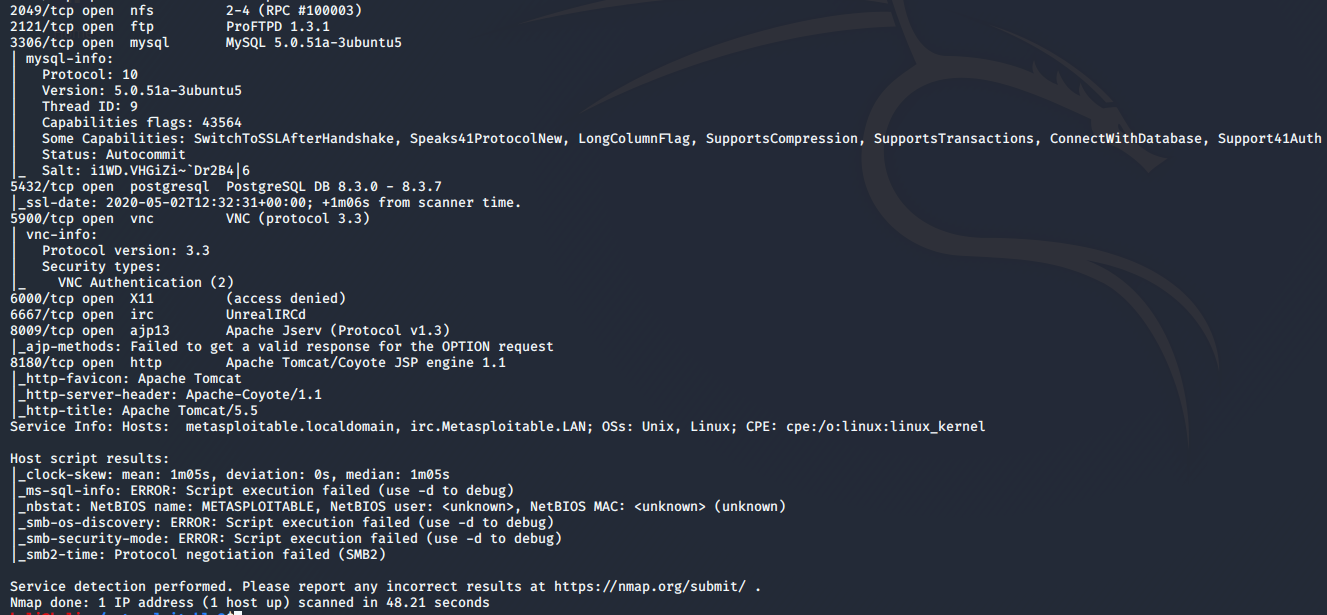 2049/tcp open  nfs         2-4 (RPC #100003)
2121/tcp open  ftp         ProFTPD 1.3.1
3306/tcp open  mysql       MySQL 5.0.51a-3ubuntu5
| mysql-info:
|   Protocol: 10
|   Version: 5.0.51a-3ubuntu5
|   Thread ID: 9
|   Capabilities flags: 43564
|   Some Capabilities: SwitchToSSLAfterHandshake, Speaks41ProtocolNew, LongColumnFlag, SupportsCompression, SupportsTransactions, ConnectWithDatabase, Support41Auth
|   Status: Autocommit
|_  Salt: i1WD.VHGiZi~`Dr2B4|6
5432/tcp open  postgresql  PostgreSQL DB 8.3.0 - 8.3.7
|_ssl-date: 2020-05-02T12:32:31+00:00; +1m06s from scanner time.
5900/tcp open  vnc         VNC (protocol 3.3)
| vnc-info:
|   Protocol version: 3.3
|   Security types:
|_    VNC Authentication (2)
6000/tcp open  X11         (access denied)
6667/tcp open  irc         UnrealIRCd
8009/tcp open  ajp13       Apache Jserv (Protocol v1.3)
|_ajp-methods: Failed to get a valid response for the OPTION request
8180/tcp open  http        Apache Tomcat/Coyote JSP engine 1.1
|_http-favicon: Apache Tomcat
|_http-server-header: Apache-Coyote/1.1
|_http-title: Apache Tomcat/5.5
Service Info: Hosts:  metasploitable.localdomain, irc.Metasploitable.LAN; OSs: Unix, Linux; CPE: cpe:/o:linux:linux_kernel
Host script results:
|_clock-skew: mean: 1m05s, deviation: 0s, median: 1m05s
|_ms-sql-info: ERROR: Script execution failed (use -d to debug)
|_nbstat: NetBIOS name: METASPLOITABLE, NetBIOS user: <unknown>, NetBIOS MAC: <unknown> (unknown)
|_smb-os-discovery: ERROR: Script execution failed (use -d to debug)
|_smb-security-mode: ERROR: Script execution failed (use -d to debug)
|_smb2-time: Protocol negotiation failed (SMB2)
Service detection performed. Please report any incorrect results at https://nmap.org/submit/ .
Nmap done: 1 IP address (1 host up) scanned in 48.21 seconds